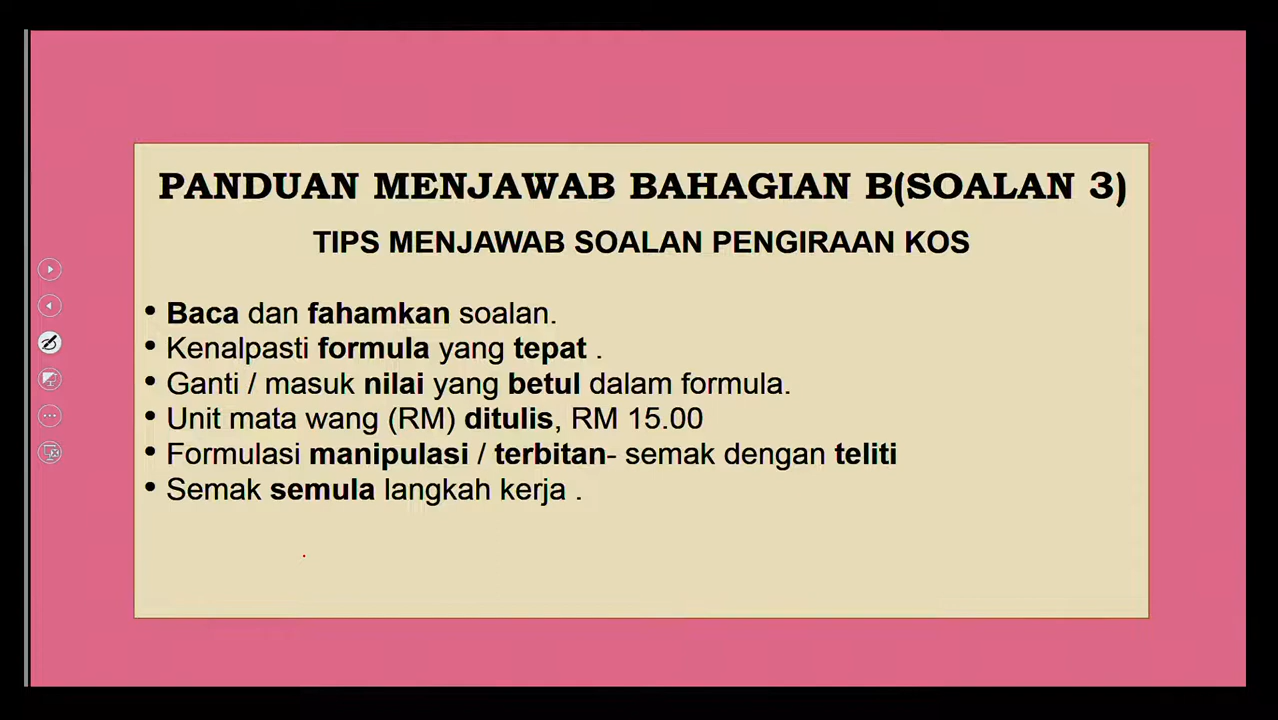 PANDUAN MENJAWAB BAHAGIAN B(SOALAN 3)
TIPS MENJAWAB SOALAN PENGIRAAN KOS
• Baca dan fahamkan soalan.
• Kenalpasti formula yang tepat .
• Ganti / masuk nilai yang betul dalam formula.
• Unit mata wang (RM) ditulis, RM 15.00
• Formulasi manipulasi / terbitan- semak dengan teliti
• Semak semula langkah kerja .